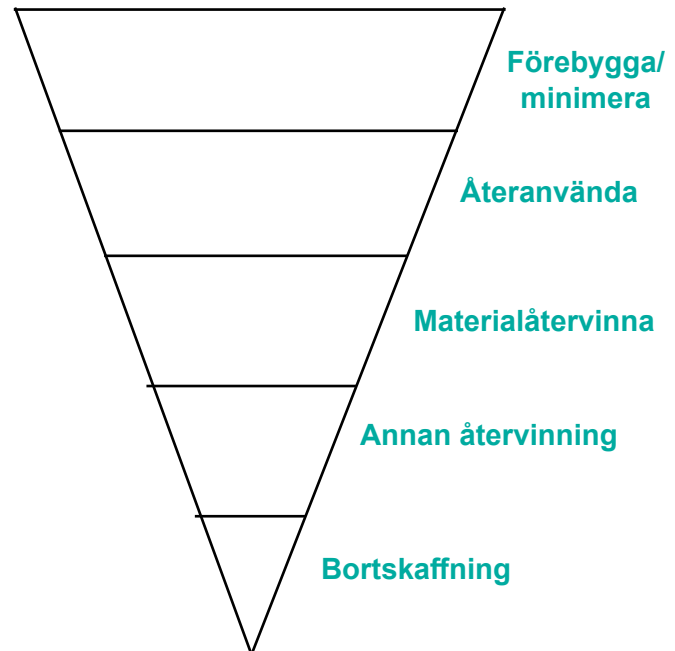 Förebygga/
minimera
Återanvända
Materialåtervinna
Annan återvinning
Bortskaffning